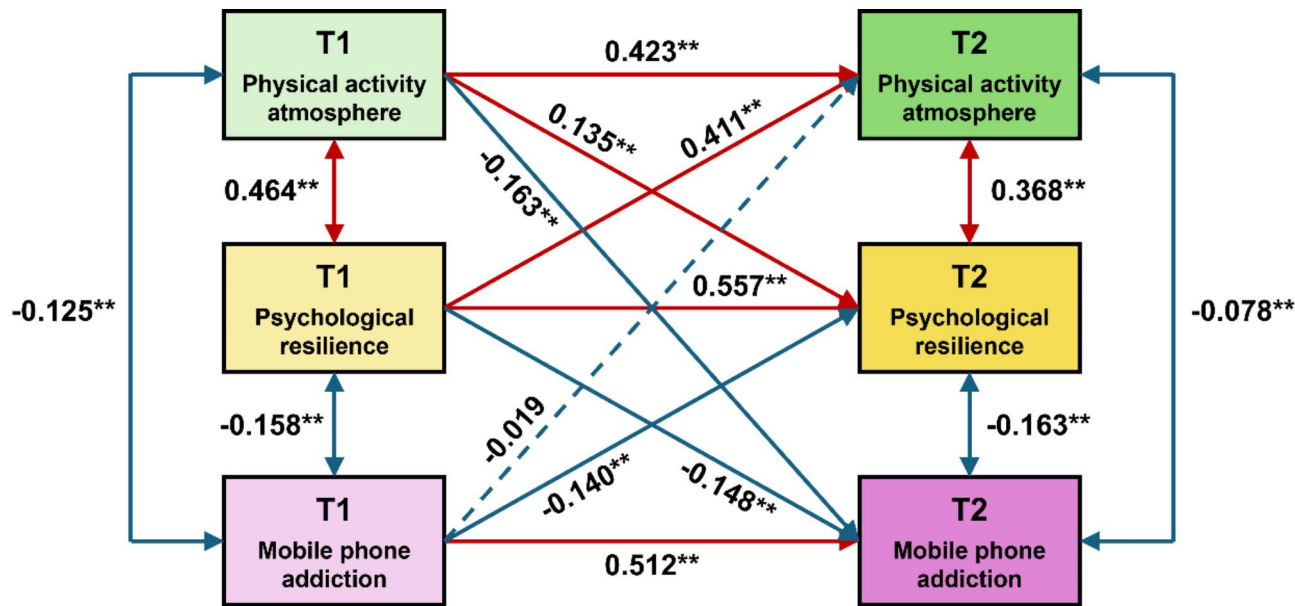 T1
Physical activity
atmosphere
0.423**
T2
Physical activity
atmosphere
0.135**
0.411**
-0.163**
0.464**
0.368**
-0.125**
T1
Psychological
resilience
0.557**
T2
Psychological
resilience
-0.078**
-0.158**
-0.019
-0.163**
-0.140**
-0.148**
T1
Mobile phone
addiction
0.512**
T2
Mobile phone
addiction